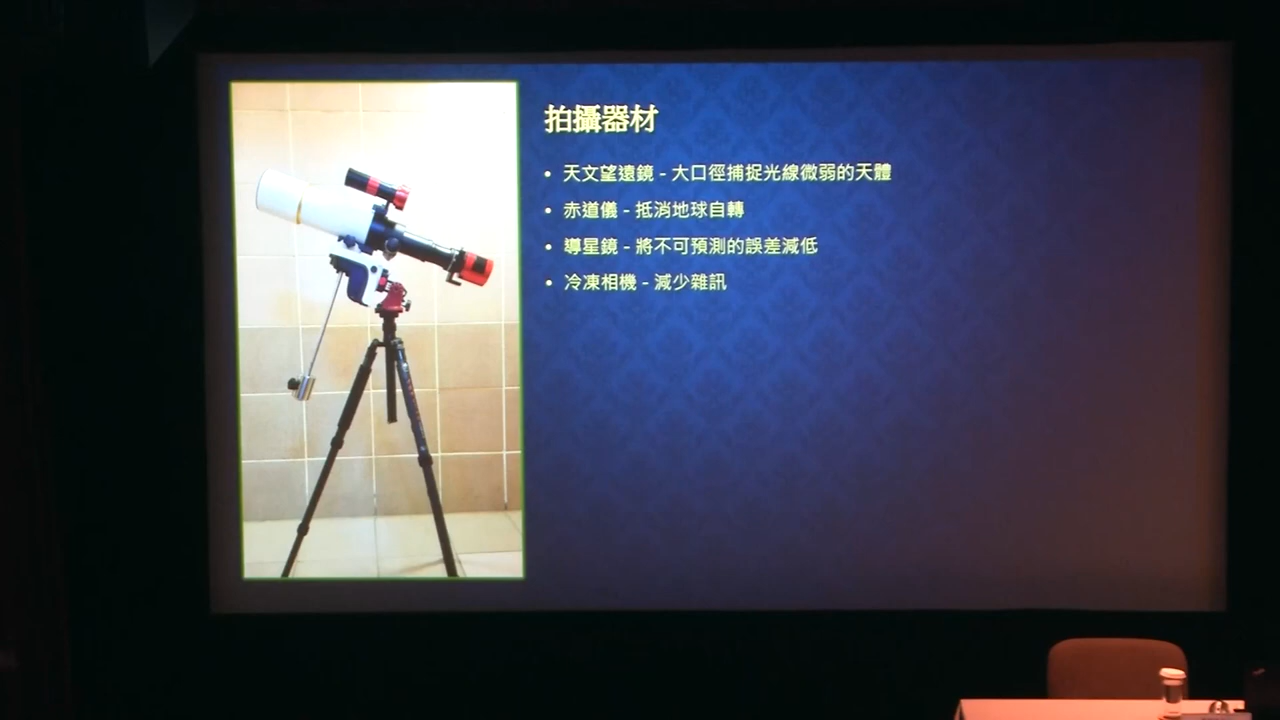 拍攝器材
• 天文望遠鏡 - 大口徑捕捉光線微弱的天體
• 赤道儀 - 抵消地球自轉
• 導星鏡 - 將不可預測的誤差減低
• 冷凍相機 - 減少雜訊